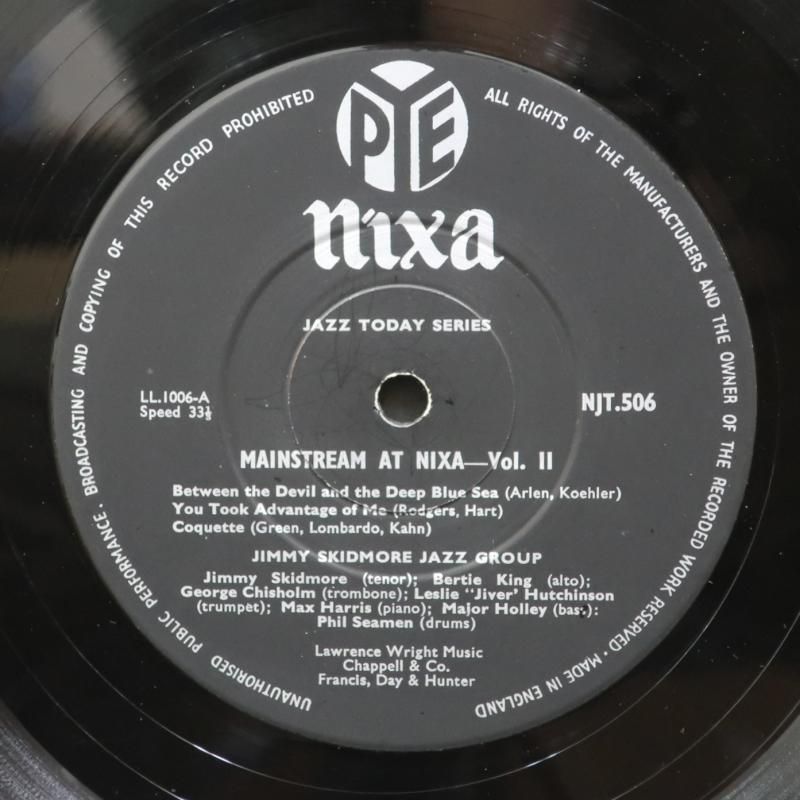 PYE
nixa
JAZZ TODAY SERIES
LL.1006-A
Speed 33⅓
NJT.506
MAINSTREAM AT NIXA—Vol. II
Between the Devil and the Deep Blue Sea (Arlen, Koehler)
You Took Advantage of Me (Rodgers, Hart)
Coquette (Green, Lombardo, Kahn)
JIMMY SKIDMORE JAZZ GROUP
Jimmy Skidmore (tenor); Bertie King (alto);
George Chisholm (trombone); Leslie "Jiver' Hutchinson
(trumpet); Max Harris (piano); Major Holley (bass):
Phil Seamen (drums)
Lawrence Wright Music
Chappell & Co.
Francis, Day & Hunter
ALL RIGHTS OF THE MANUFACTURERS AND THE OWNER OF THE RECORDED WORK RESERVED · MADE IN ENGLAND
UNAUTHORISED PUBLIC PERFORMANCE, BROADCASTING AND COPYING OF THIS RECORD PROHIBITED